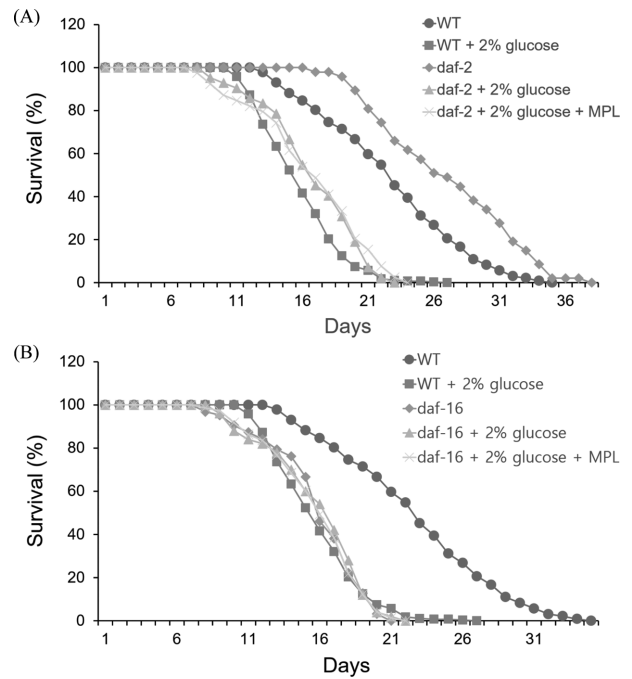 (A)
120
100
80
60
40
20
0
Survival (%)
1 6 11 16 21 26 31 36
Days
WT
WT + 2% glucose
daf-2
daf-2 + 2% glucose
daf-2 + 2% glucose + MPL
(B)
120
100
80
60
40
20
0
Survival (%)
1 6 11 16 21 26 31
Days
WT
WT + 2% glucose
daf-16
daf-16 + 2% glucose
daf-16 + 2% glucose + MPL